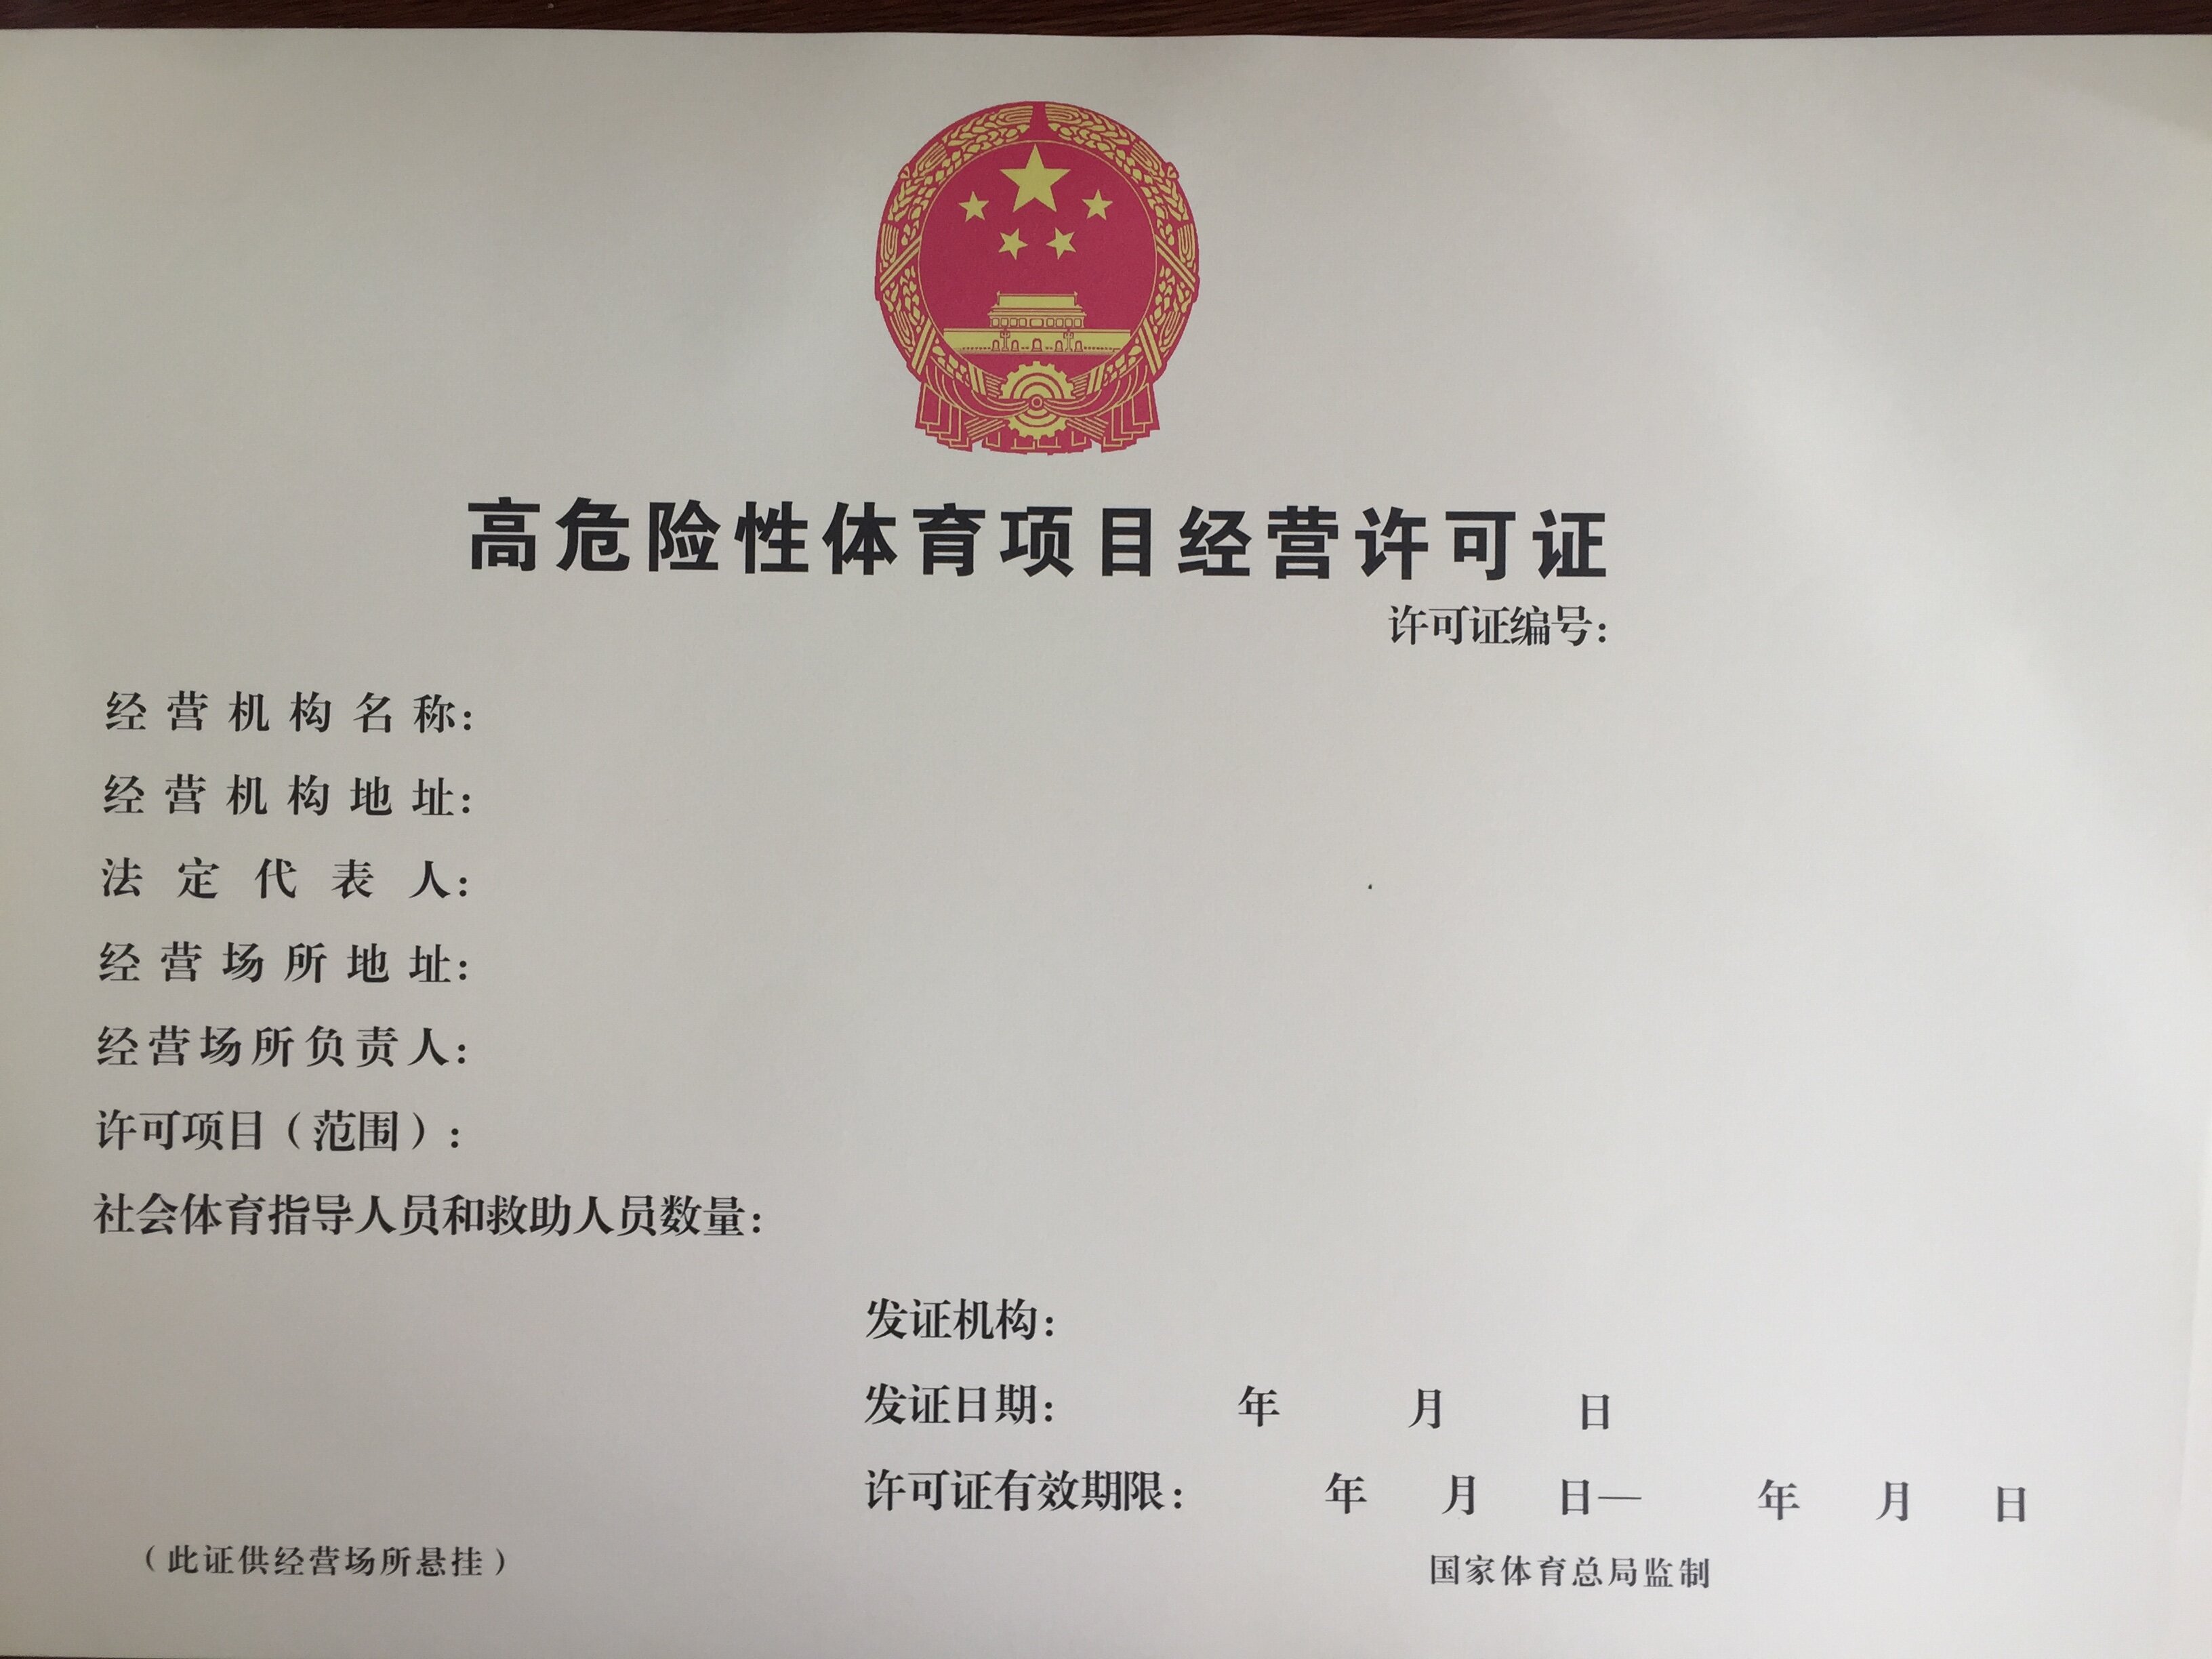 高危险性体育项目经营许可证
许可证编号：
经营机构名称：
经营机构地址：
法定代表人：
经营场所地址：
经营场所负责人：
许可项目（范围）：
社会体育指导人员和救助人员数量：
发证机构：
发证日期： 年 月 日
许可证有效期限： 年 月 日— 年 月 日
（此证供经营场所悬挂） 国家体育总局监制